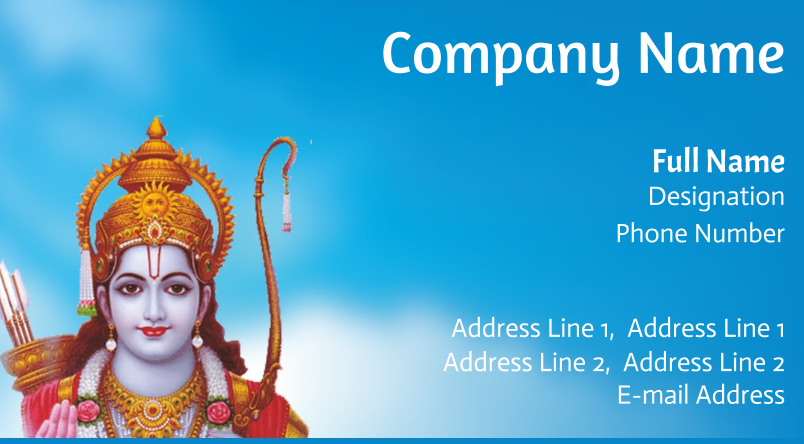 Company Name
Full Name
Designation
Phone Number
Address Line 1,  Address Line 1
Address Line 2,  Address Line 2
E-mail Address